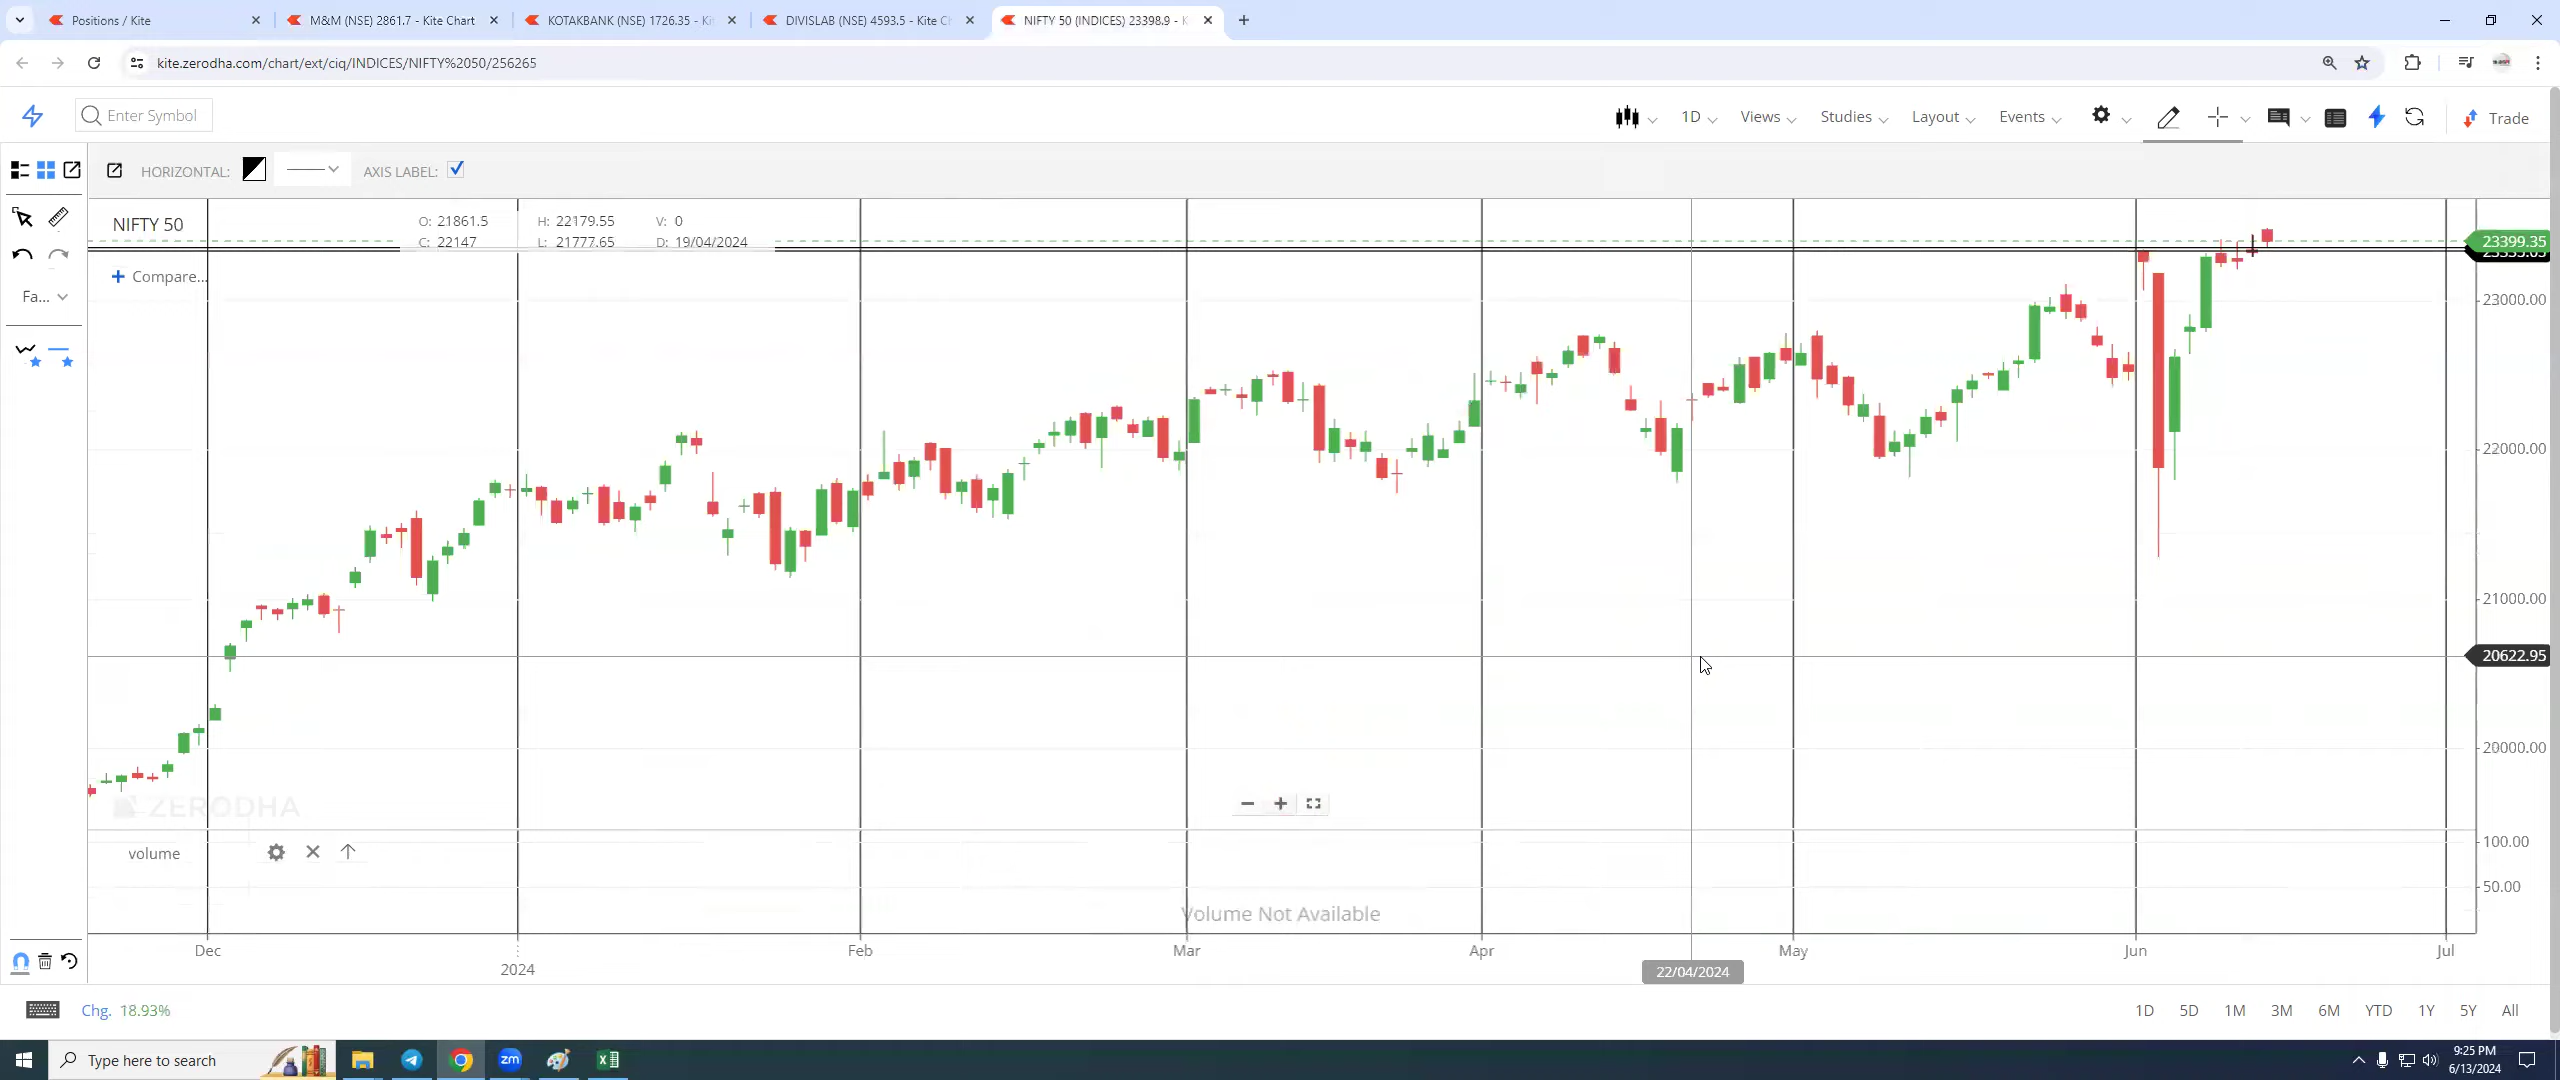 Positions / Kite
M&M (NSE) 2861.7 - Kite Chart
KOTAKBANK (NSE) 1726.35 - Ki
DIVISLAB (NSE) 4593.5 - Kite C
NIFTY 50 (INDICES) 23398.9 - K
kite.zerodha.com/chart/ext/ciq/INDICES/NIFTY%2050/256265
Enter Symbol
1D
Views
Studies
Layout
Events
Trade
HORIZONTAL:
AXIS LABEL:
NIFTY 50
O: 21861.5 H: 22179.55 V: 0
C: 22147 L: 21777.65 D: 19/04/2024
23399.35
Compare...
Fa...
23000.00
22000.00
21000.00
20622.95
20000.00
ZERODHA
volume
100.00
50.00
Volume Not Available
Dec
Feb
Mar
Apr
May
Jun
Jul
2024
22/04/2024
Chg. 18.93%
1D 5D 1M 3M 6M YTD 1Y 5Y All
Type here to search
zm
9:25 PM
6/13/2024